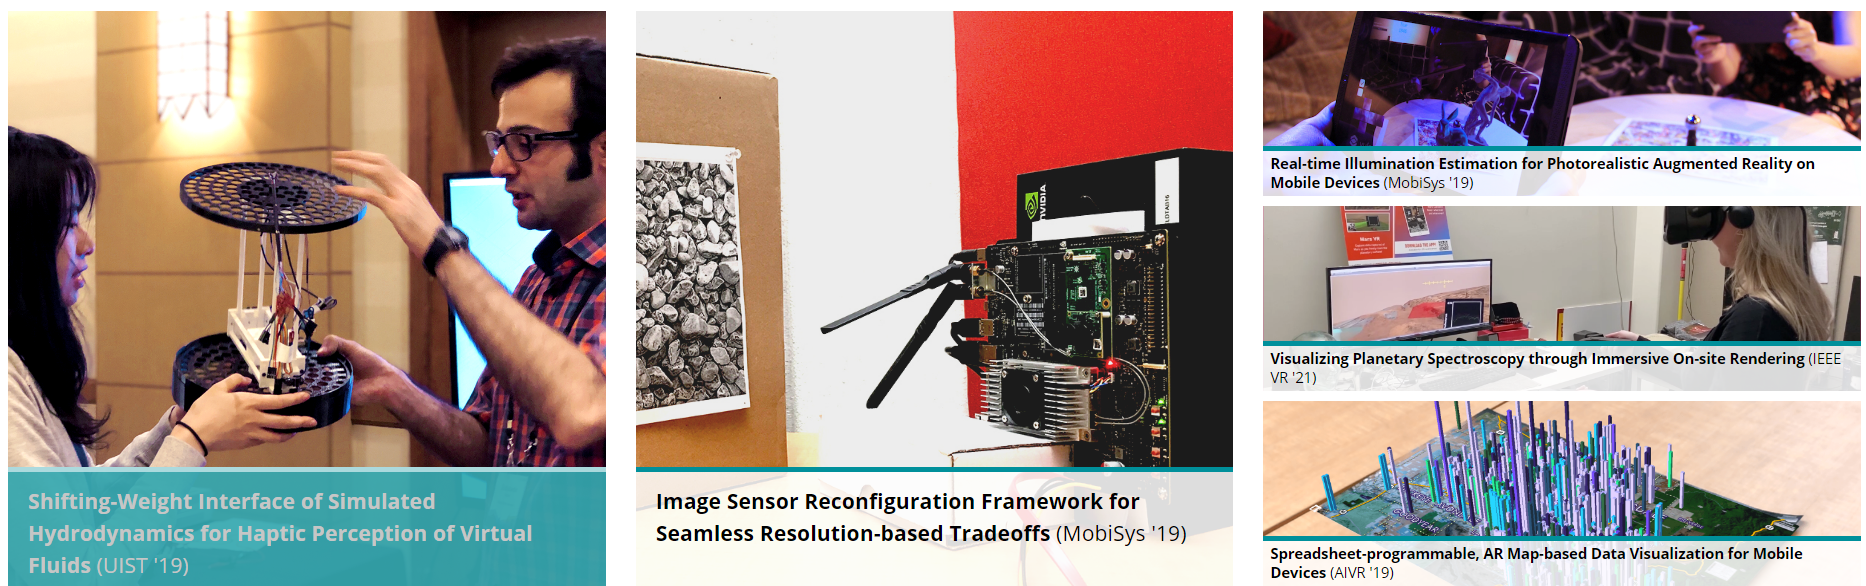 Shifting-Weight Interface of Simulated
Hydrodynamics for Haptic Perception of Virtual
Fluids (UIST '19)
NVIDIA
Image Sensor Reconfiguration Framework for
Seamless Resolution-based Tradeoffs (MobiSys '19)
Real-time Illumination Estimation for Photorealistic Augmented Reality on
Mobile Devices (MobiSys '19)
Mars VR
Visualizing Planetary Spectroscopy through Immersive On-site Rendering (IEEE
VR '21)
GOODYEAR
Spreadsheet-programmable, AR Map-based Data Visualization for Mobile
Devices (AIVR '19)